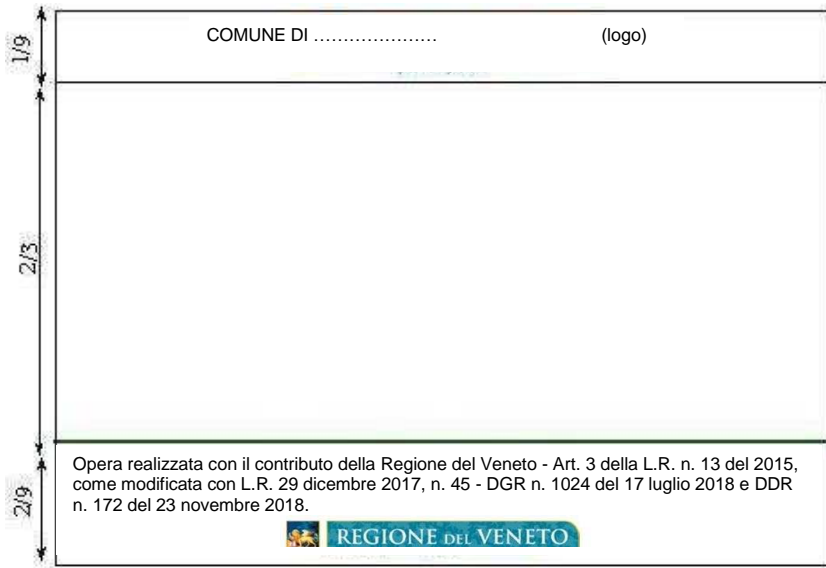 COMUNE DI ………………… (logo)
1/9
2/3
Opera realizzata con il contributo della Regione del Veneto - Art. 3 della L.R. n. 13 del 2015,
come modificata con L.R. 29 dicembre 2017, n. 45 - DGR n. 1024 del 17 luglio 2018 e DDR
n. 172 del 23 novembre 2018.
2/9
REGIONE DEL VENETO